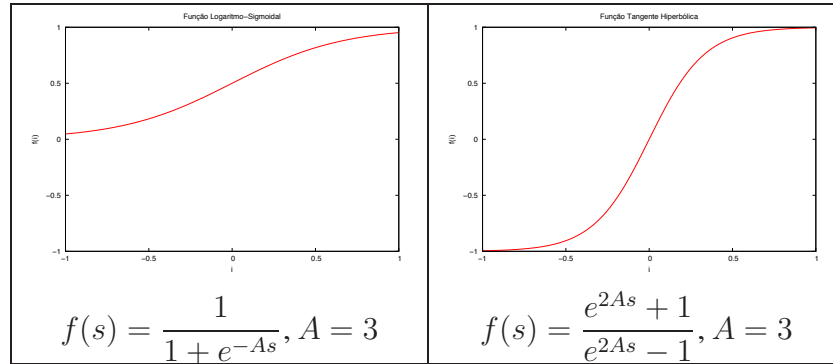 Função Logaritmo−Sigmoidal
1
0.5
0
−0.5
−1
−1
−0.5
0
0.5
1
f(i)
i
f(s) = 1 / (1 + e^{−As}), A = 3
Função Tangente Hiperbólica
1
0.5
0
−0.5
−1
−1
−0.5
0
0.5
1
f(i)
i
f(s) = (e^{2As} + 1) / (e^{2As} − 1), A = 3